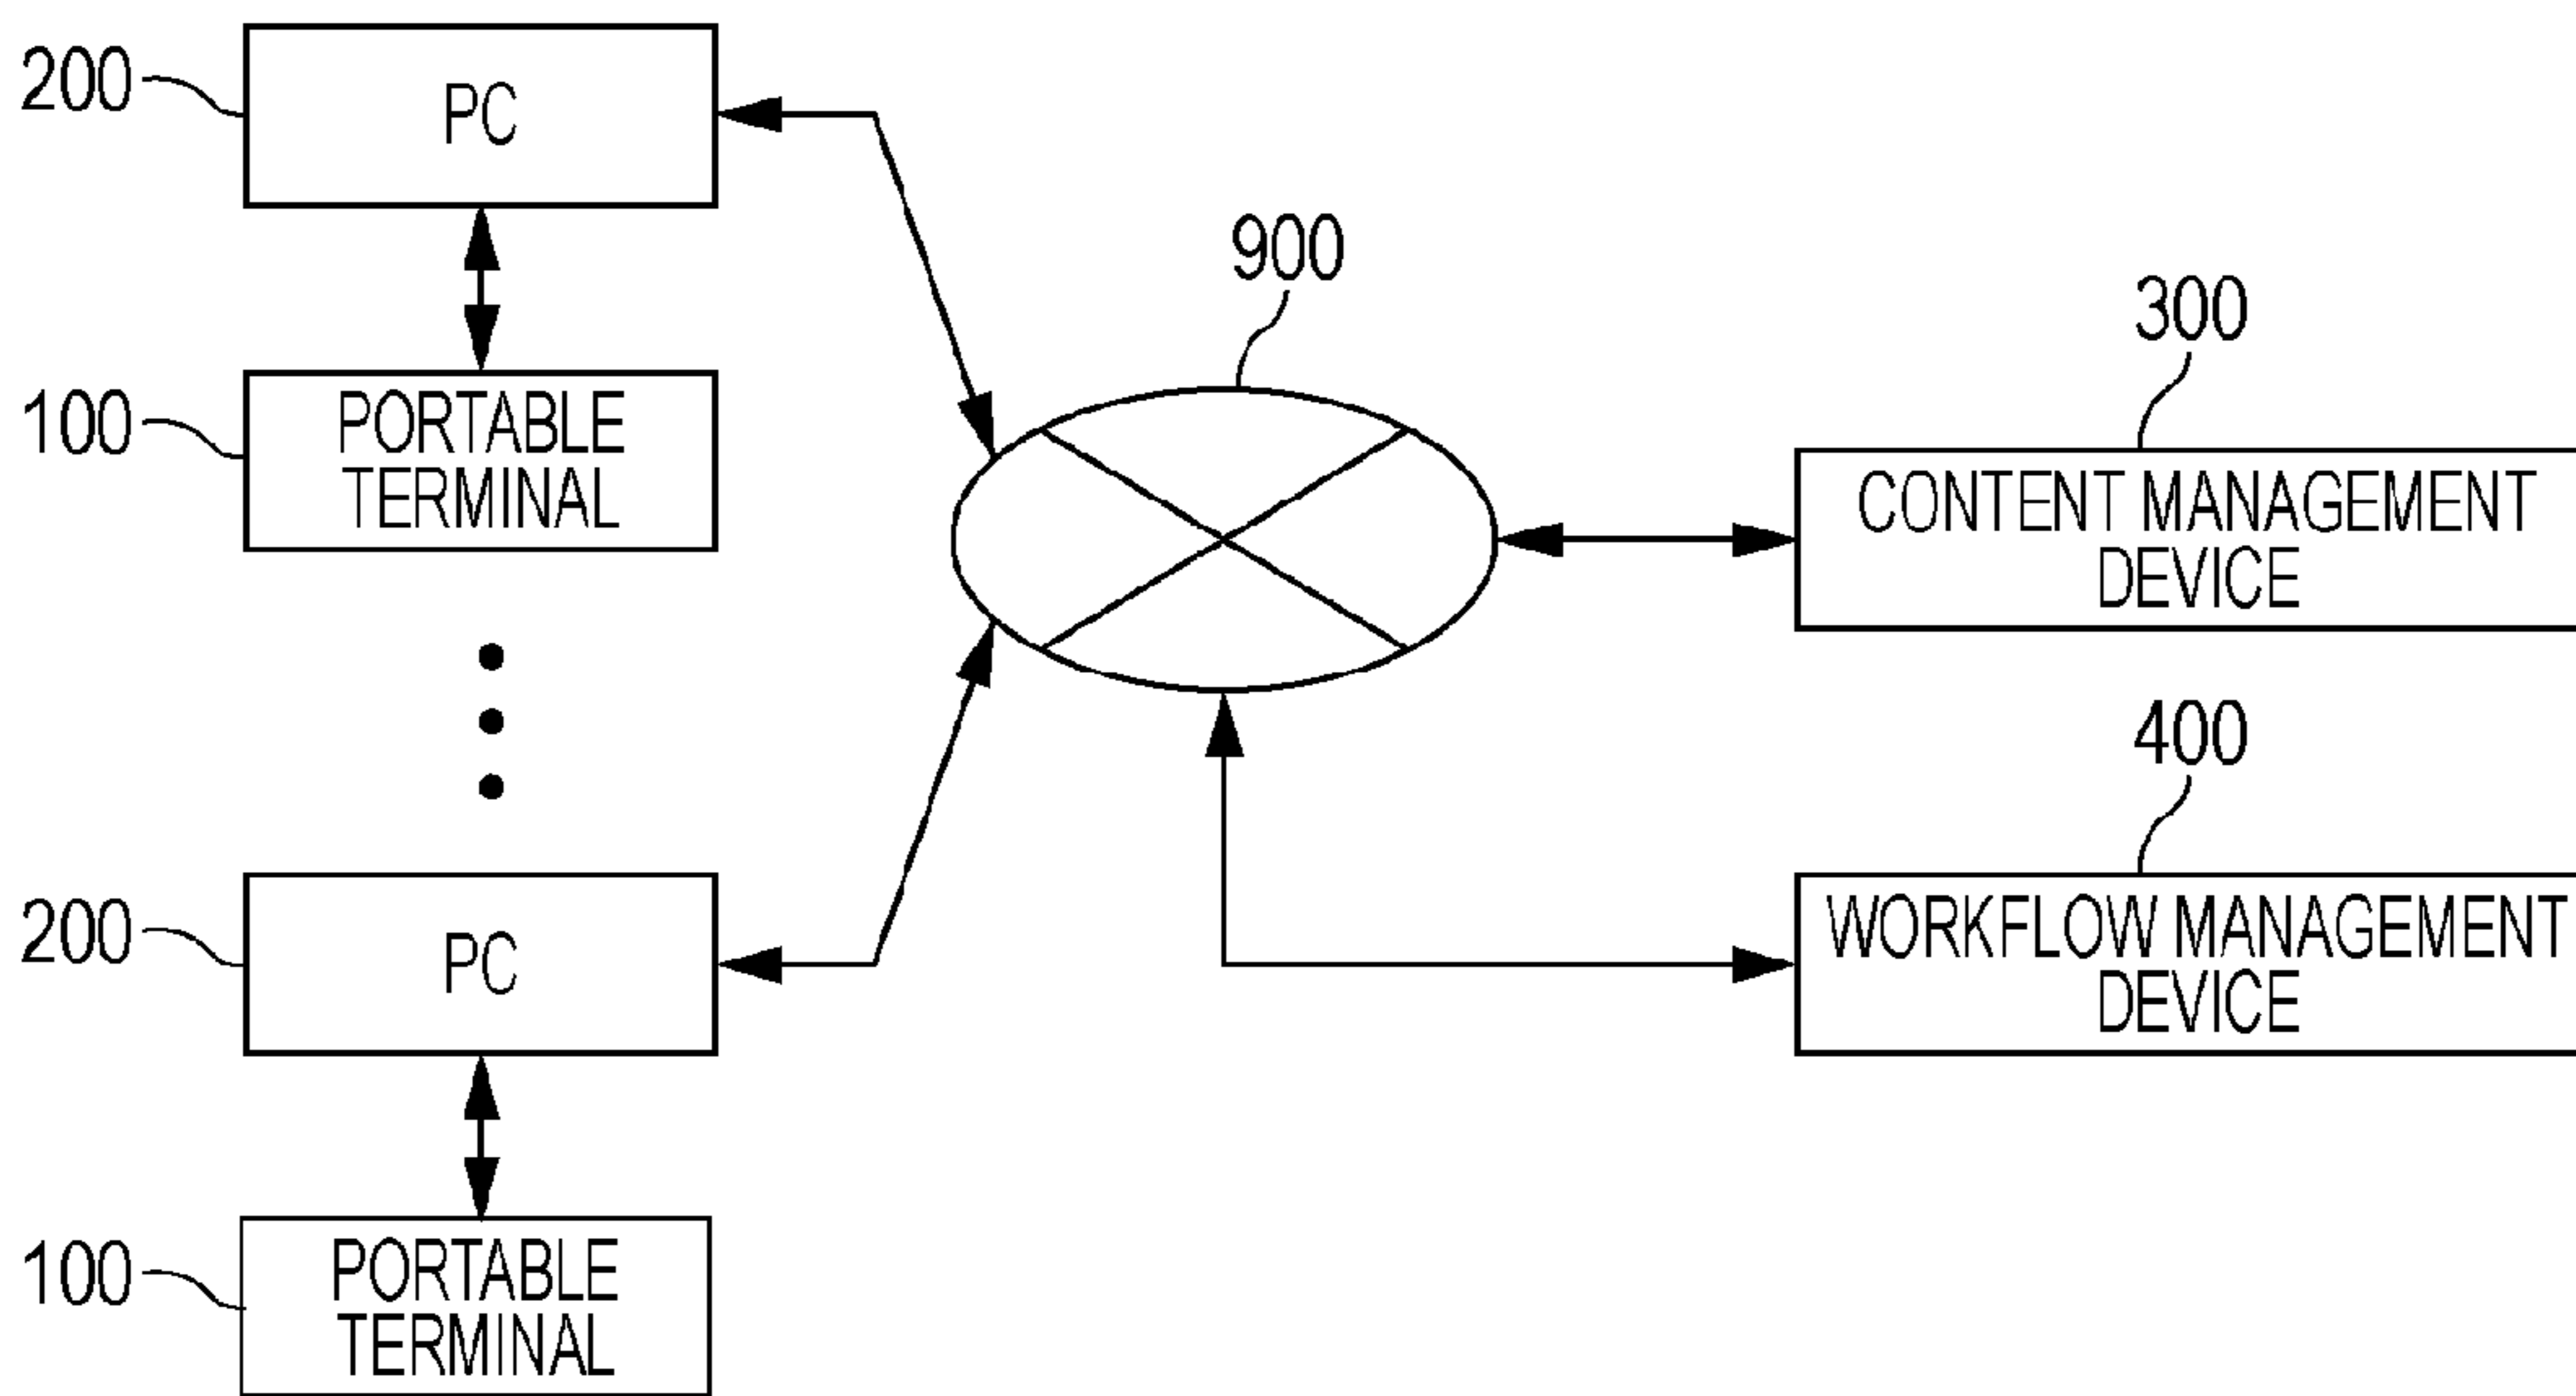 200
PC
900
100
PORTABLE
TERMINAL
300
CONTENT MANAGEMENT
DEVICE
400
WORKFLOW MANAGEMENT
DEVICE
200
PC
100
PORTABLE
TERMINAL